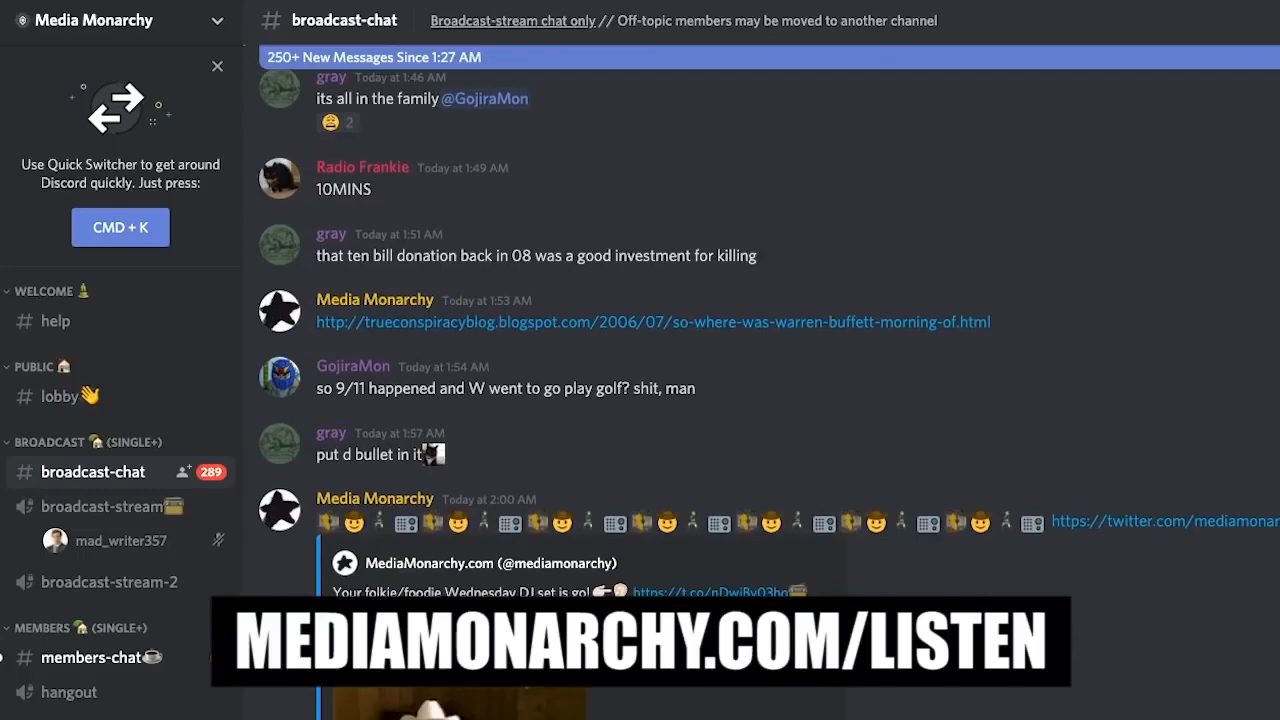 Media Monarchy
Use Quick Switcher to get around
Discord quickly. Just press:
CMD + K
WELCOME
# help
PUBLIC
# lobby
BROADCAST (SINGLE+)
# broadcast-chat 289
broadcast-stream
mad_writer357
broadcast-stream-2
MEMBERS (SINGLE+)
# members-chat
hangout
# broadcast-chat Broadcast-stream chat only // Off-topic members may be moved to another channel
250+ New Messages Since 1:27 AM
gray Today at 1:46 AM
its all in the family @GojiraMon
2
Radio Frankie Today at 1:49 AM
10MINS
gray Today at 1:51 AM
that ten bill donation back in 08 was a good investment for killing
Media Monarchy Today at 1:53 AM
http://trueconspiracyblog.blogspot.com/2006/07/so-where-was-warren-buffett-morning-of.html
GojiraMon Today at 1:54 AM
so 9/11 happened and W went to go play golf? shit, man
gray Today at 1:57 AM
put d bullet in it
Media Monarchy Today at 2:00 AM
https://twitter.com/mediamonar
MediaMonarchy.com (@mediamonarchy)
Your folkie/foodie Wednesday DJ set is go!
MEDIAMONARCHY.COM/LISTEN